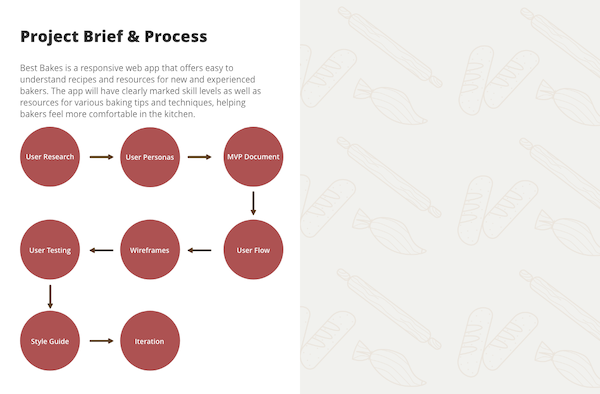 Project Brief & Process
Best Bakes is a responsive web app that offers easy to
understand recipes and resources for new and experienced
bakers. The app will have clearly marked skill levels as well as
resources for various baking tips and techniques, helping
bakers feel more comfortable in the kitchen.
User Research
User Personas
MVP Document
User Flow
Wireframes
User Testing
Style Guide
Iteration